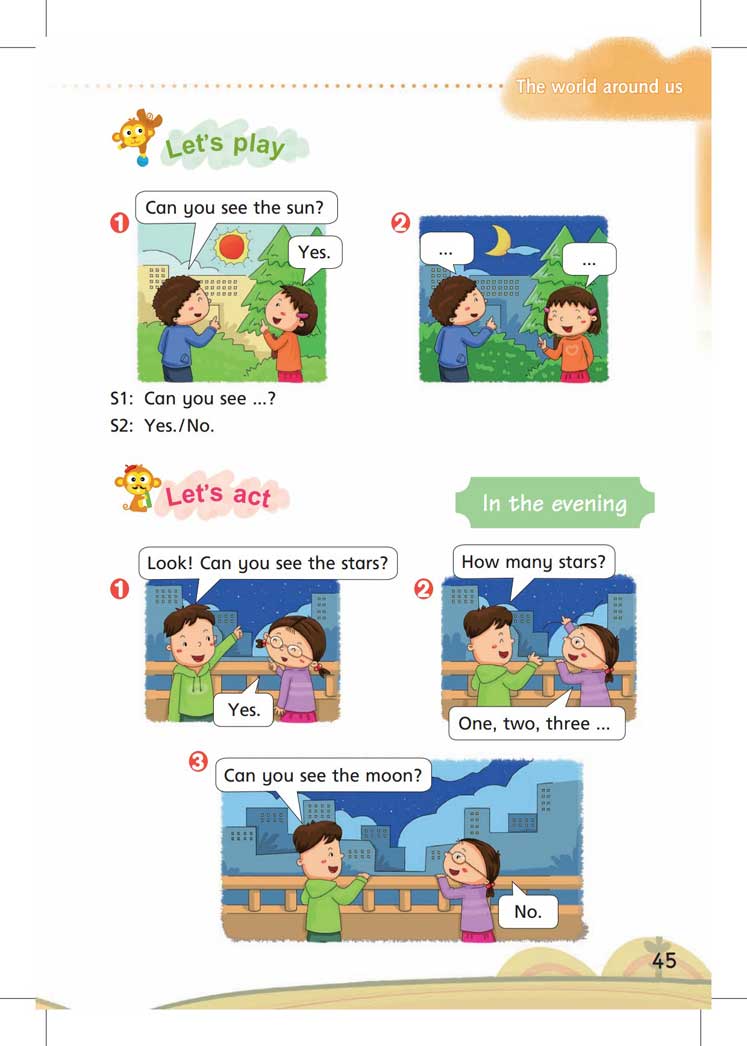 The world around us
Let's play
1
Can you see the sun?
Yes.
2
...
...
S1: Can you see ...?
S2: Yes./No.
Let's act
In the evening
1
Look! Can you see the stars?
Yes.
2
How many stars?
One, two, three ...
3
Can you see the moon?
No.
45